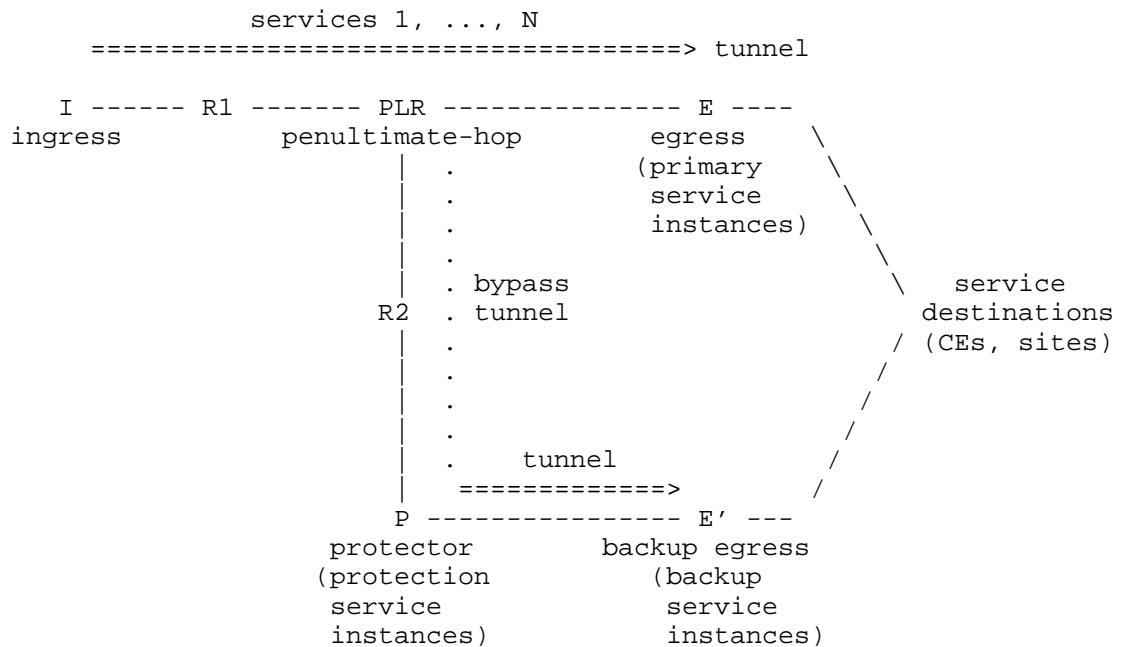 services 1, ..., N
=====================================> tunnel
I ------ R1 ------- PLR --------------- E ----
ingress          penultimate-hop        egress       \
|  .           (primary      \
|  .            service       \
|  .            instances)     \
|  .                            \
|  . bypass                      \   service
R2  . tunnel                         destinations
|  .                            /  (CEs, sites)
|  .                           /
|  .                          /
|  .                         /
|  .    tunnel              /
|   =============>         /
P ---------------- E' ---
protector       backup egress
(protection          (backup
service             service
instances)           instances)